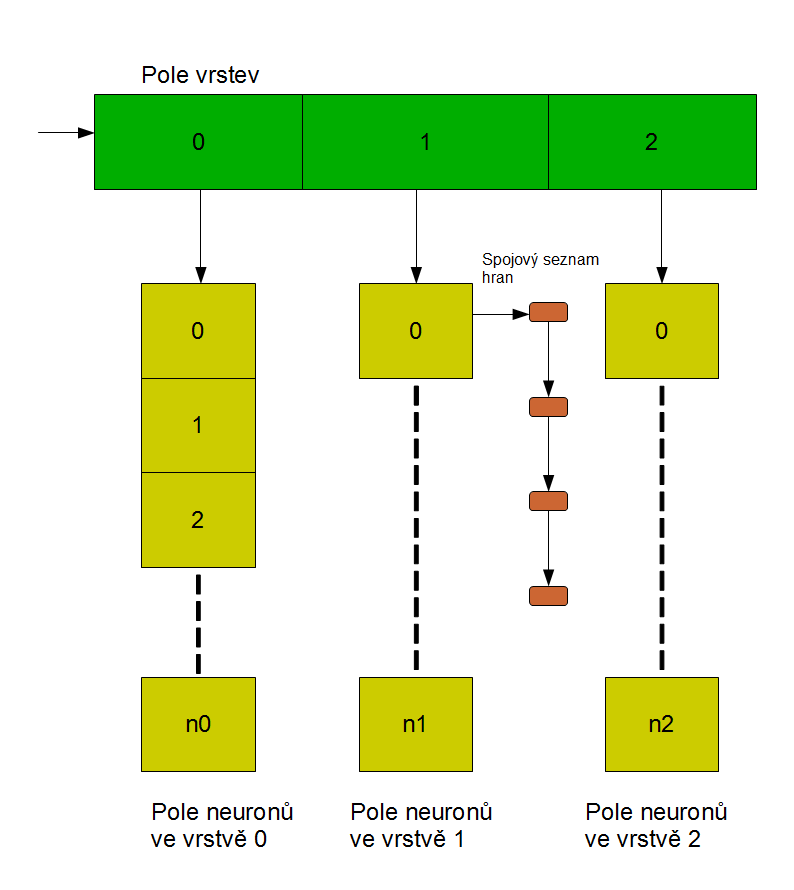 Pole vrstev
0
1
2
Spojový seznam
hran
0
0
0
1
2
n0
n1
n2
Pole neuronů
ve vrstvě 0
Pole neuronů
ve vrstvě 1
Pole neuronů
ve vrstvě 2